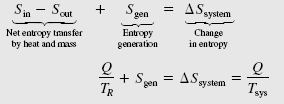 S_in − S_out + S_gen = ΔS_system
Net entropy transfer Entropy Change
by heat and mass generation in entropy
Q/T_R + S_gen = ΔS_system = Q/T_sys